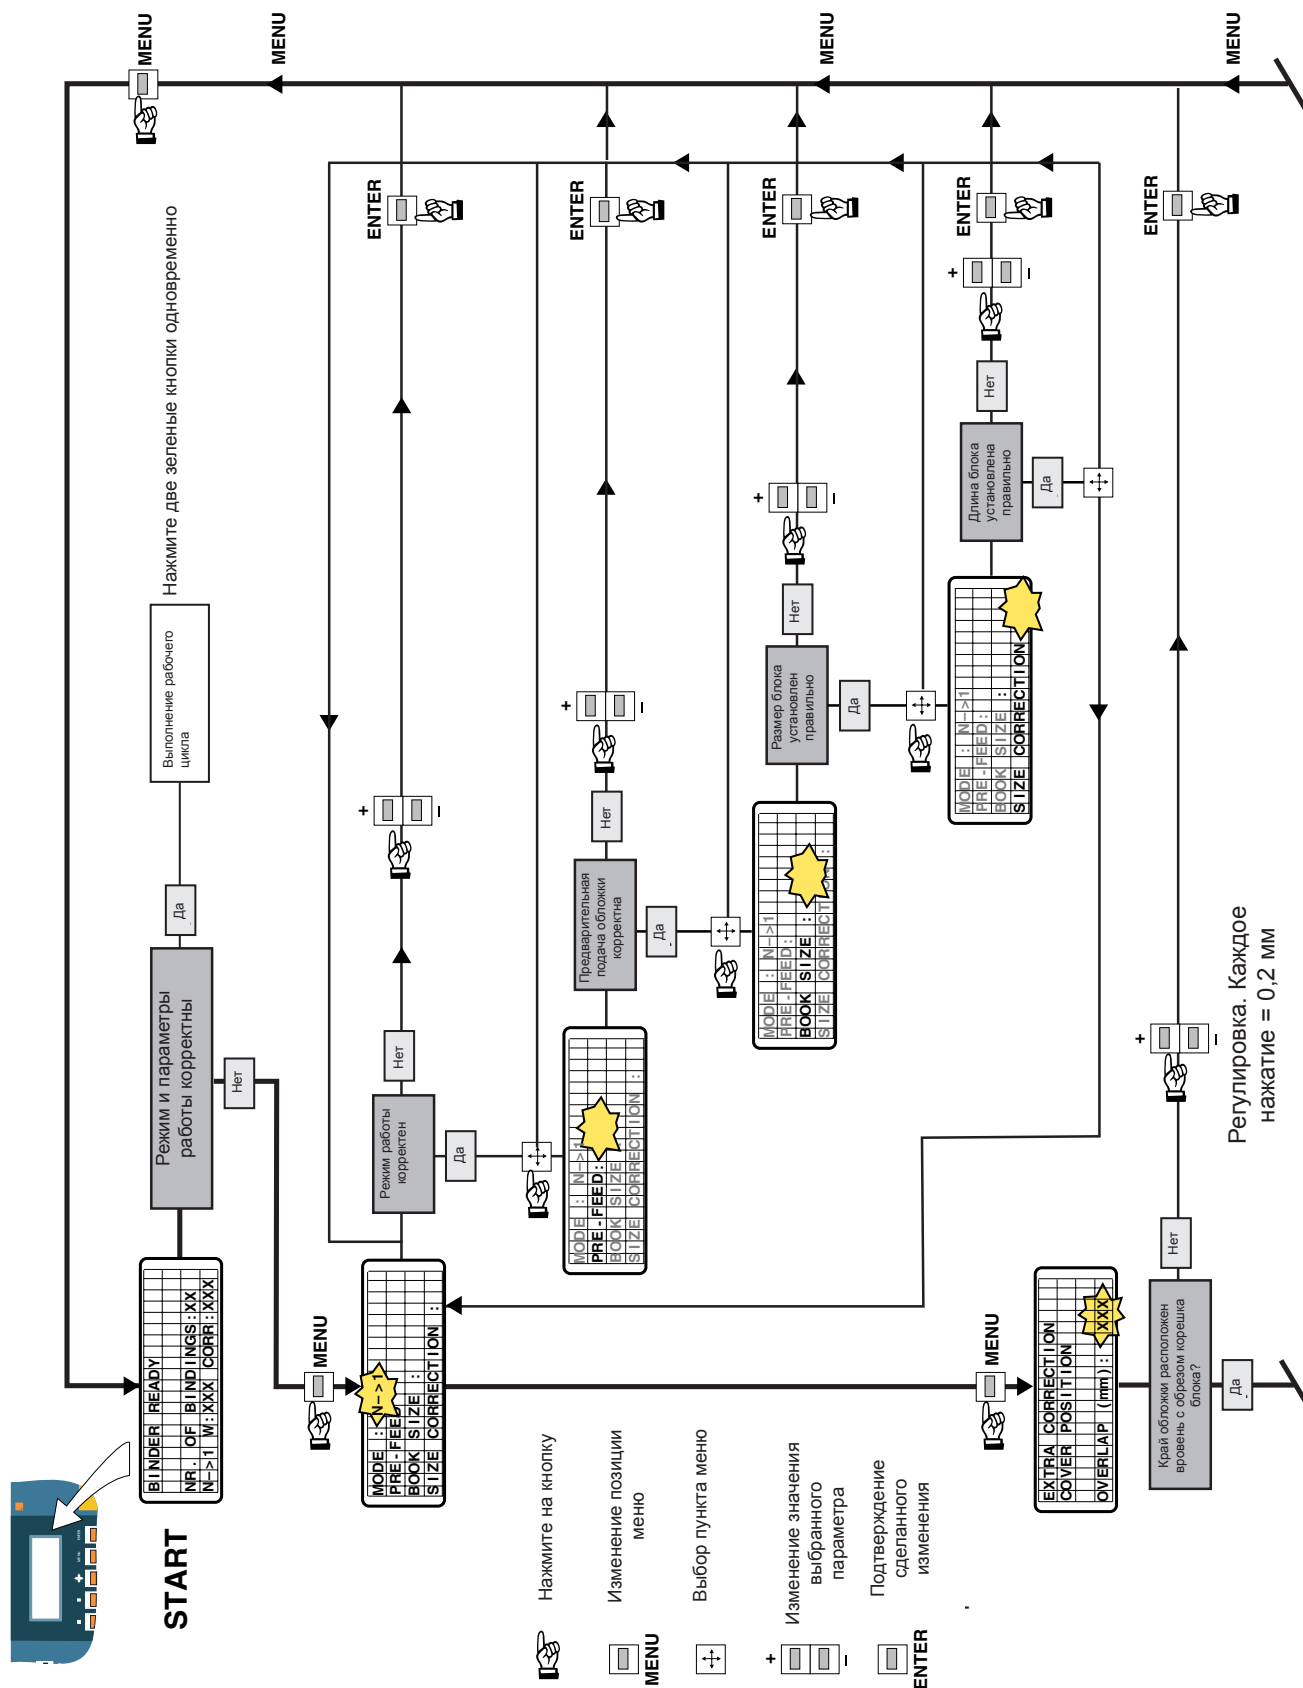 START
BINDER READY
NR. OF BINDINGS:XX
N->1 W:XXX CORR:XXX
Режим и параметры
работы корректны
Да
Выполнение рабочего
цикла
Нажмите две зеленые кнопки одновременно
MENU
MENU
Нет
MENU
MODE : N->1
PRE-FEED
BOOK SIZE :
SIZE CORRECTION :
Режим работы
корректен
Нет
+
–
ENTER
Да
MODE : N->1
PRE-FEED:
BOOK SIZE :
SIZE CORRECTION :
Предварительная
подача обложки
корректна
Нет
+
–
ENTER
Да
MODE : N->1
PRE-FEED:
BOOK SIZE :
SIZE CORRECTION:
Размер блока
установлен
правильно
Нет
+
–
ENTER
MENU
Да
MODE : N->1
PRE-FEED:
BOOK SIZE :
SIZE CORRECTION
Длина блока
установлена
правильно
Нет
+
–
ENTER
Да
MENU
EXTRA CORRECTION
COVER POSITION
OVERLAP (mm): XXX
Край обложки расположен
вровень с обрезом корешка
блока?
Нет
+
–
ENTER
MENU
Да
Регулировка. Каждое
нажатие = 0,2 мм
Нажмите на кнопку
MENU
Изменение позиции
меню
Выбор пункта меню
+
–
Изменение значения
выбранного
параметра
ENTER
Подтверждение
сделанного
изменения